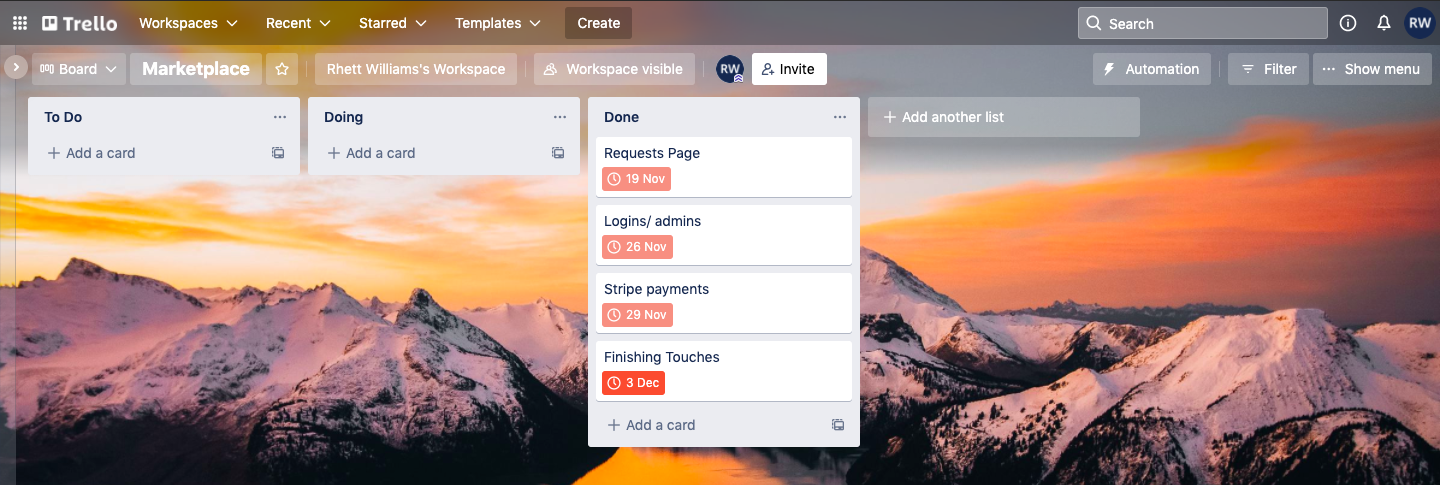 Trello Workspaces Recent Starred Templates Create Search RW
Board Marketplace Rhett Williams's Workspace Workspace visible RW Invite Automation Filter ··· Show menu
To Do ···
+ Add a card
Doing ···
+ Add a card
Done ···
Requests Page
19 Nov
Logins/ admins
26 Nov
Stripe payments
29 Nov
Finishing Touches
3 Dec
+ Add a card
+ Add another list